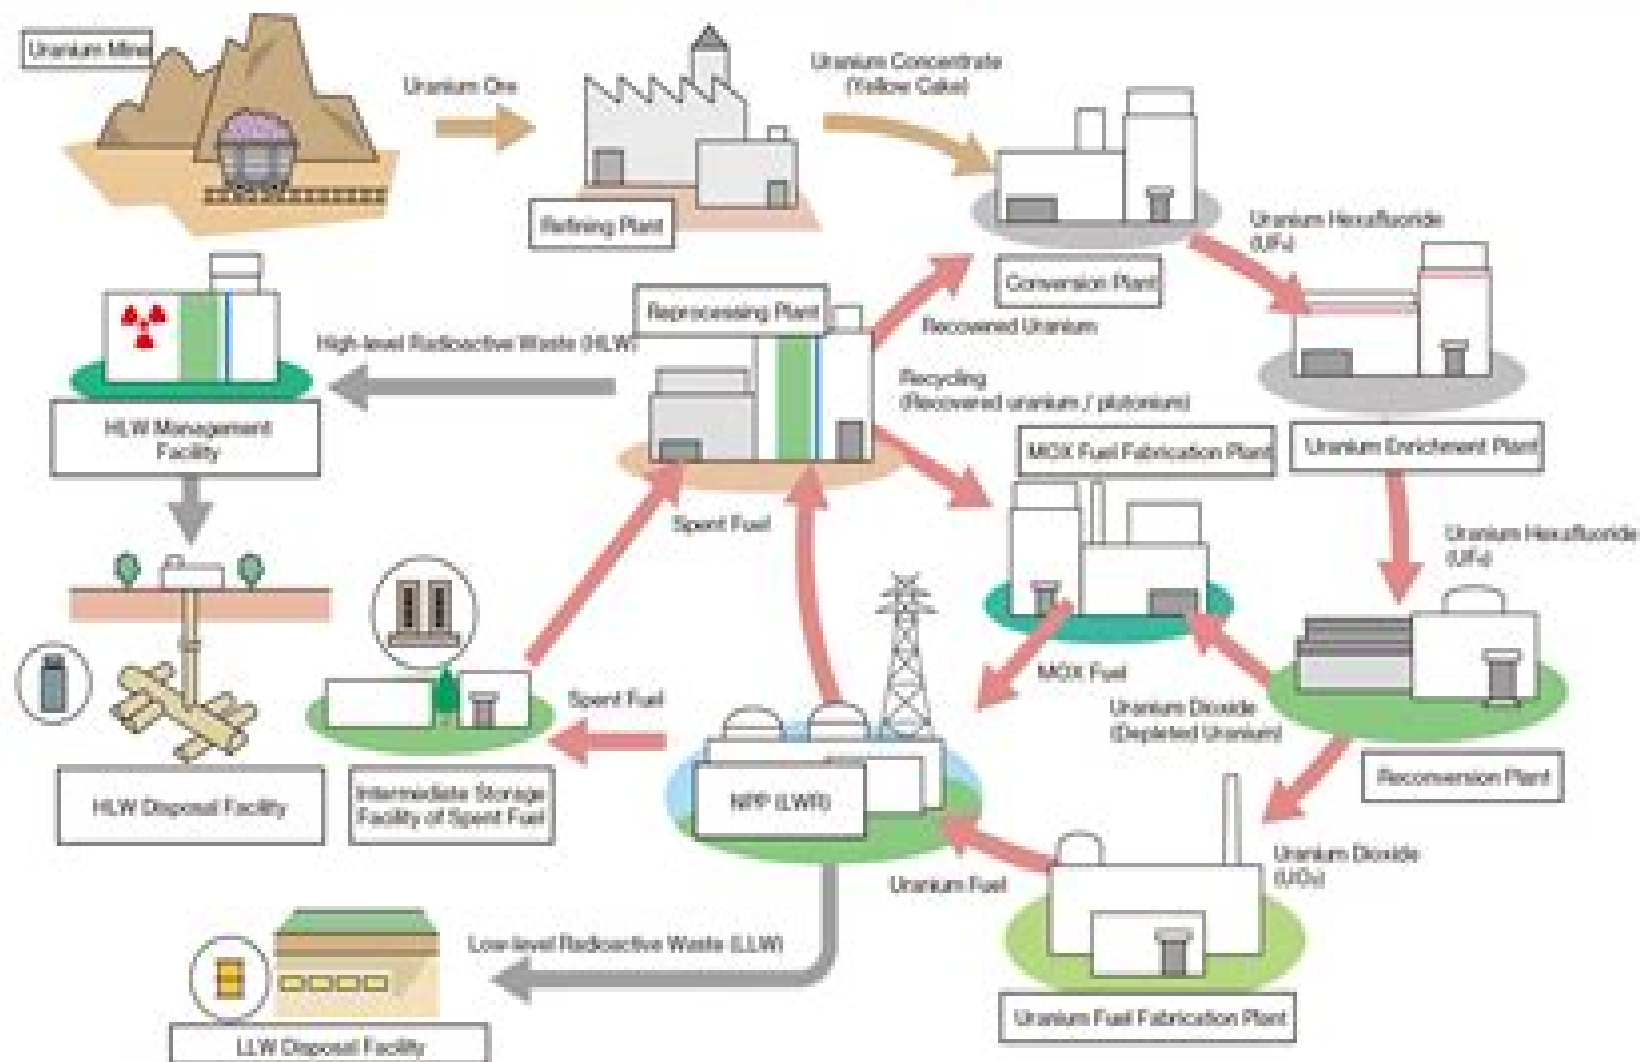 Uranium Mine
Uranium Ore
Uranium Concentrate
(Yellow Cake)
Refining Plant
Uranium Hexafluoride
(UF₆)
Conversion Plant
Reprocessing Plant
Recovered Uranium
High-level Radioactive Waste (HLW)
Recycling
(Recovered uranium / plutonium)
HLW Management
Facility
MOX Fuel Fabrication Plant
Uranium Enrichment Plant
Spent Fuel
Uranium Hexafluoride
(UF₆)
MOX Fuel
Spent Fuel
Uranium Dioxide
(Depleted Uranium)
Reconversion Plant
HLW Disposal Facility
Intermediate Storage
Facility of Spent Fuel
NPP (LWR)
Uranium Dioxide
(UO₂)
Uranium Fuel
Low-level Radioactive Waste (LLW)
Uranium Fuel Fabrication Plant
LLW Disposal Facility